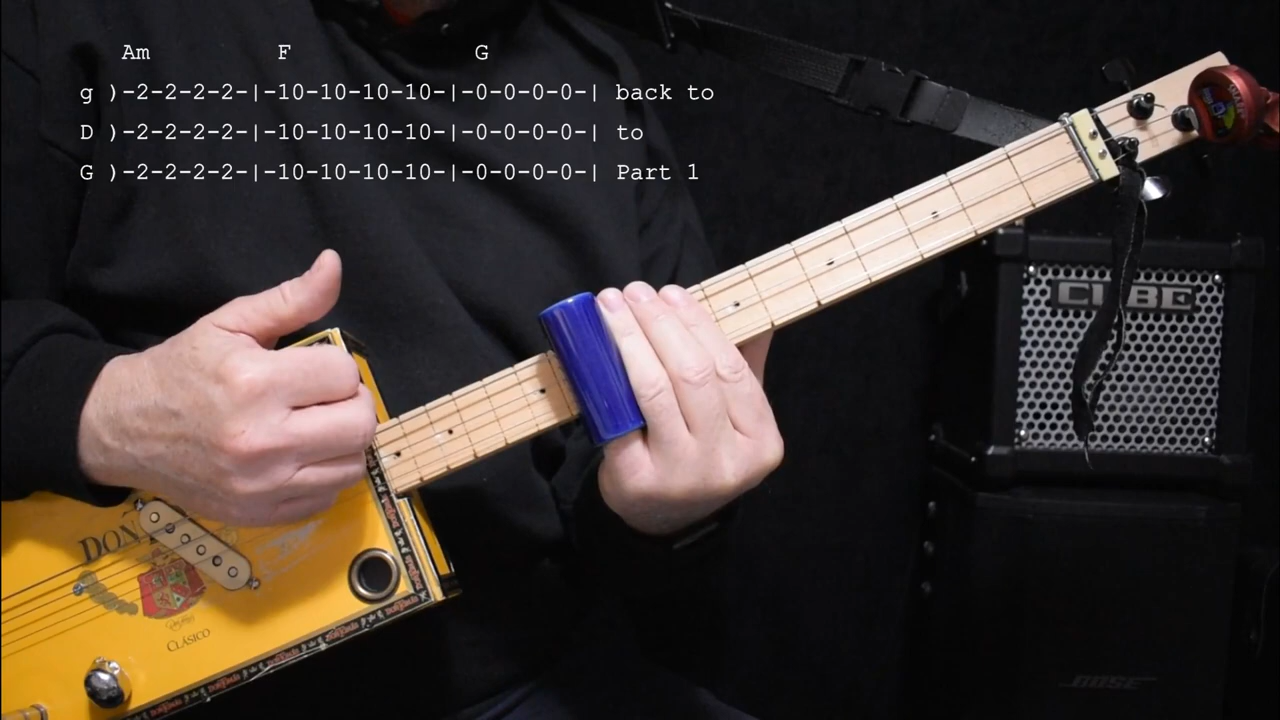 Am F G
g )-2-2-2-2-|-10-10-10-10-|-0-0-0-0-| back to
D )-2-2-2-2-|-10-10-10-10-|-0-0-0-0-| to
G )-2-2-2-2-|-10-10-10-10-|-0-0-0-0-| Part 1
CUBE
DON
CLÁSICO
BOSE